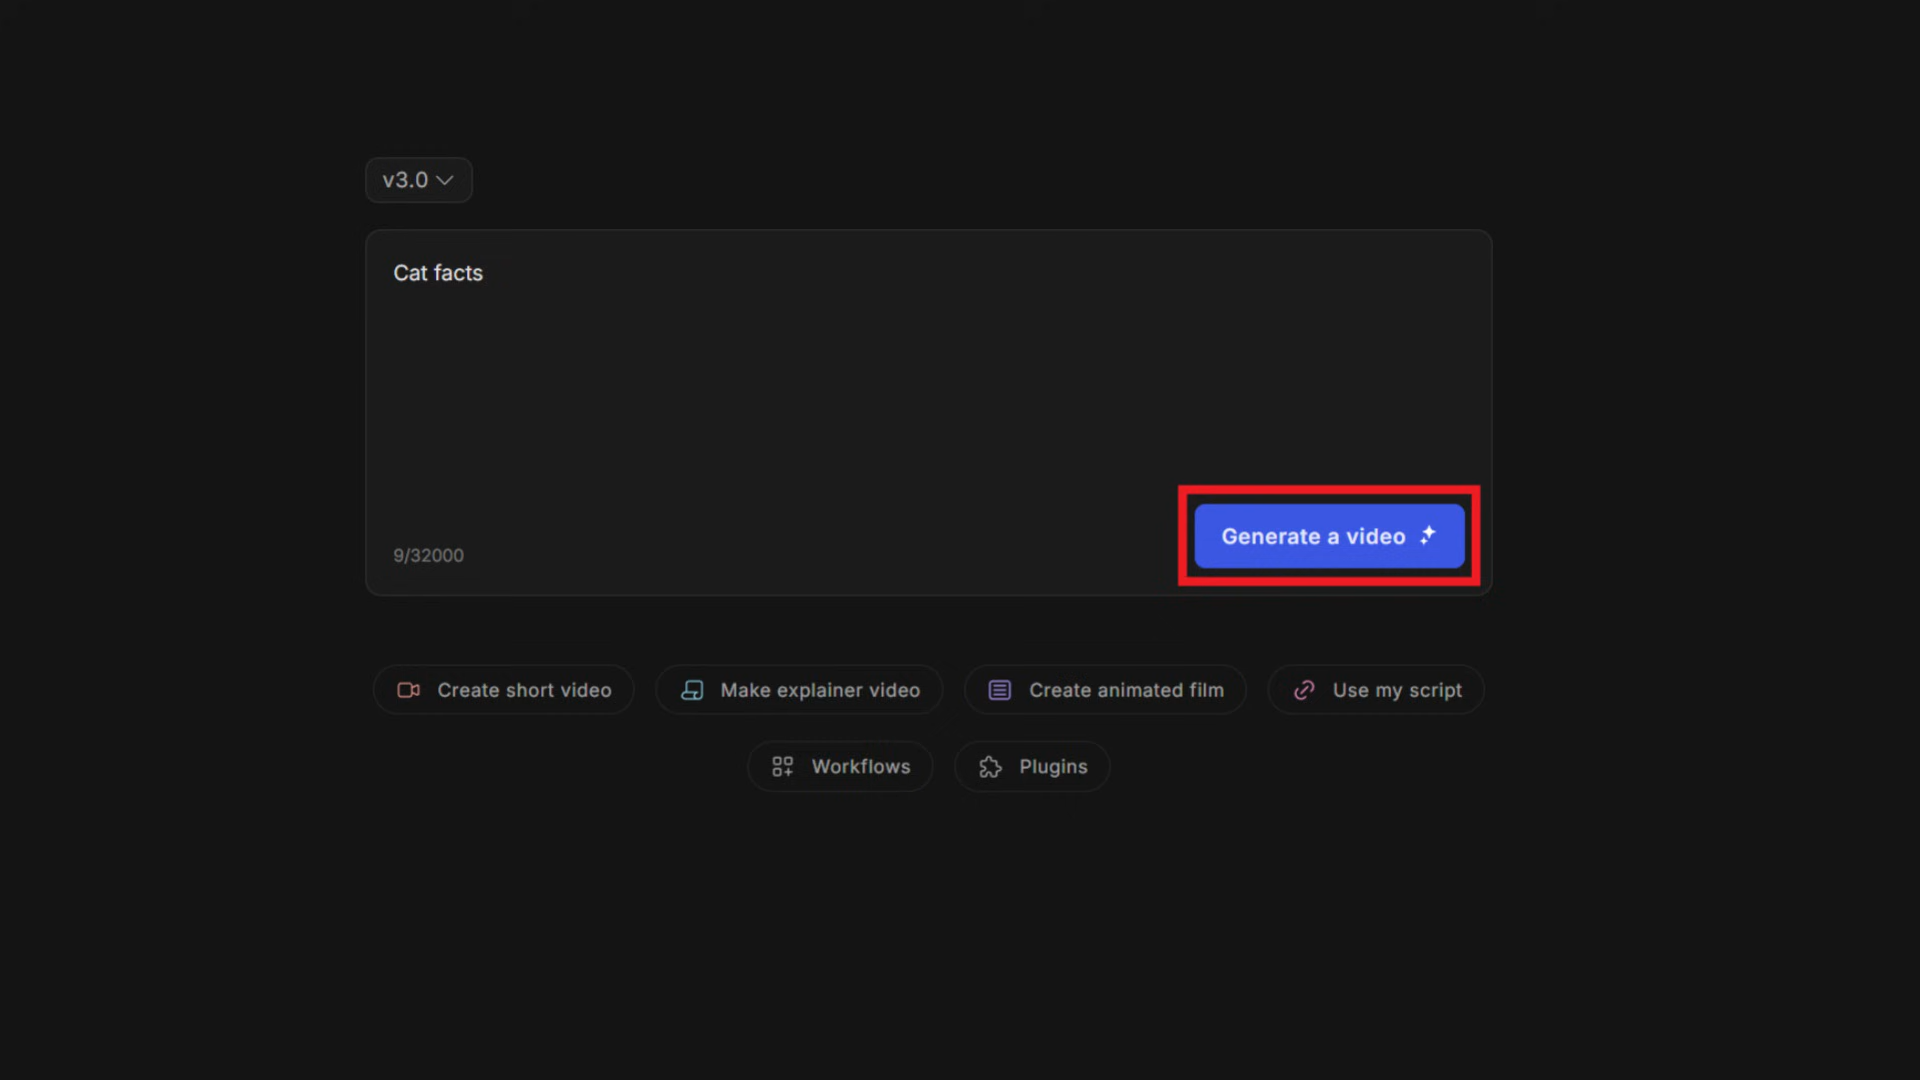 v3.0
Cat facts
9/32000
Generate a video
Create short video
Make explainer video
Create animated film
Use my script
Workflows
Plugins